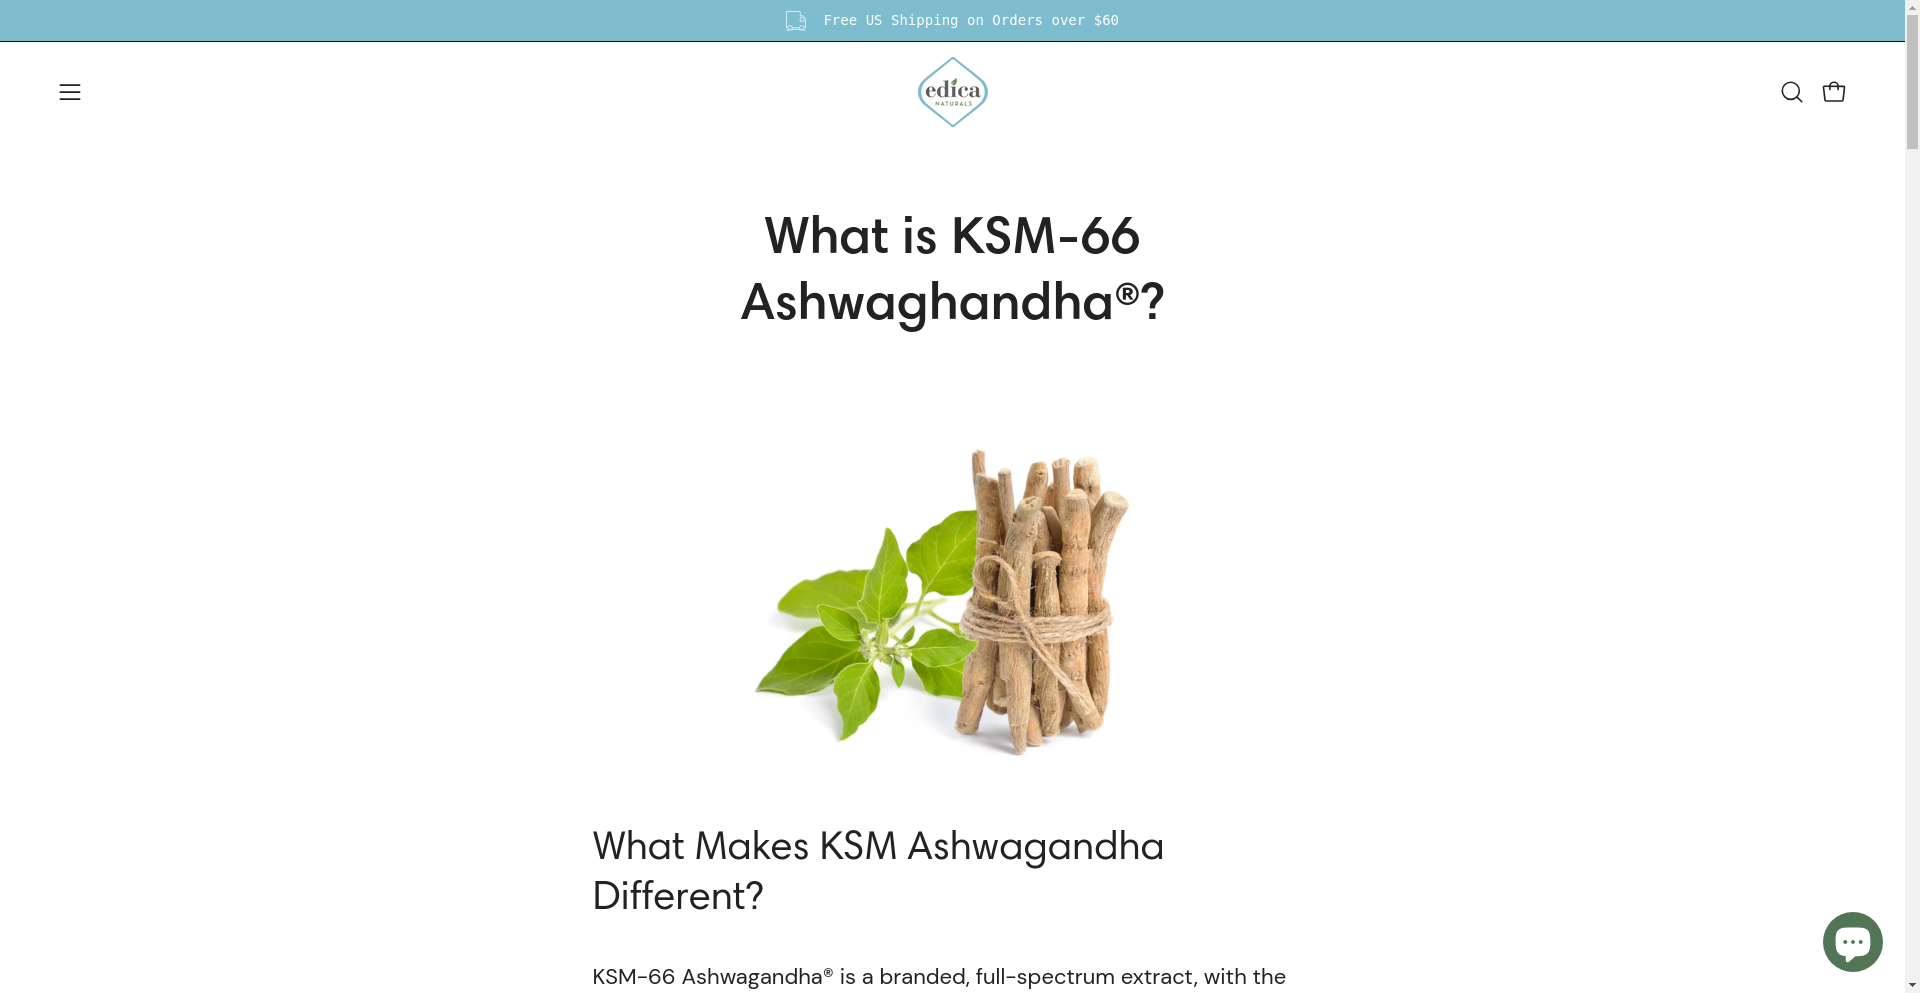 Free US Shipping on Orders over $60
edica
NATURALS
What is KSM-66
Ashwaghandha®?
What Makes KSM Ashwagandha
Different?
KSM-66 Ashwagandha® is a branded, full-spectrum extract, with the